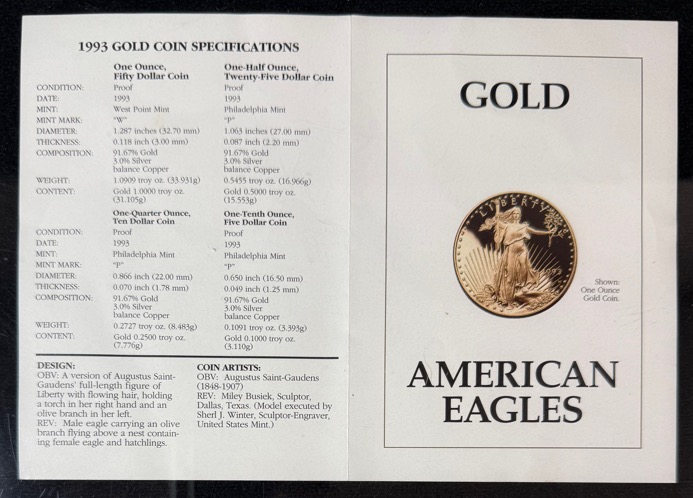 1993 GOLD COIN SPECIFICATIONS
One Ounce,
Fifty Dollar Coin
One-Half Ounce,
Twenty-Five Dollar Coin
CONDITION: Proof Proof
DATE: 1993 1993
MINT: West Point Mint Philadelphia Mint
MINT MARK: "W" "P"
DIAMETER: 1.287 inches (32.70 mm) 1.063 inches (27.00 mm)
THICKNESS: 0.118 inch (3.00 mm) 0.087 inch (2.20 mm)
COMPOSITION: 91.67% Gold 91.67% Gold
3.0% Silver 3.0% Silver
balance Copper balance Copper
WEIGHT: 1.0909 troy oz. (33.931g) 0.5455 troy oz. (16.966g)
CONTENT: Gold 1.0000 troy oz. Gold 0.5000 troy oz.
(31.105g) (15.553g)
One-Quarter Ounce,
Ten Dollar Coin
One-Tenth Ounce,
Five Dollar Coin
CONDITION: Proof Proof
DATE: 1993 1993
MINT: Philadelphia Mint Philadelphia Mint
MINT MARK: "P" "P"
DIAMETER: 0.866 inch (22.00 mm) 0.650 inch (16.50 mm)
THICKNESS: 0.070 inch (1.78 mm) 0.049 inch (1.25 mm)
COMPOSITION: 91.67% Gold 91.67% Gold
3.0% Silver 3.0% Silver
balance Copper balance Copper
WEIGHT: 0.2727 troy oz. (8.483g) 0.1091 troy oz. (3.393g)
CONTENT: Gold 0.2500 troy oz. Gold 0.1000 troy oz.
(7.776g) (3.110g)
DESIGN:
OBV: A version of Augustus Saint-
Gaudens' full-length figure of
Liberty with flowing hair, holding
a torch in her right hand and an
olive branch in her left.
REV: Male eagle carrying an olive
branch flying above a nest contain-
ing female eagle and hatchlings.
COIN ARTISTS:
OBV: Augustus Saint-Gaudens
(1848-1907)
REV: Miley Busiek, Sculptor,
Dallas, Texas. (Model executed by
Sherl J. Winter, Sculptor-Engraver,
United States Mint.)
GOLD
LIBERTY
1993
Shown:
One Ounce
Gold Coin.
AMERICAN
EAGLES